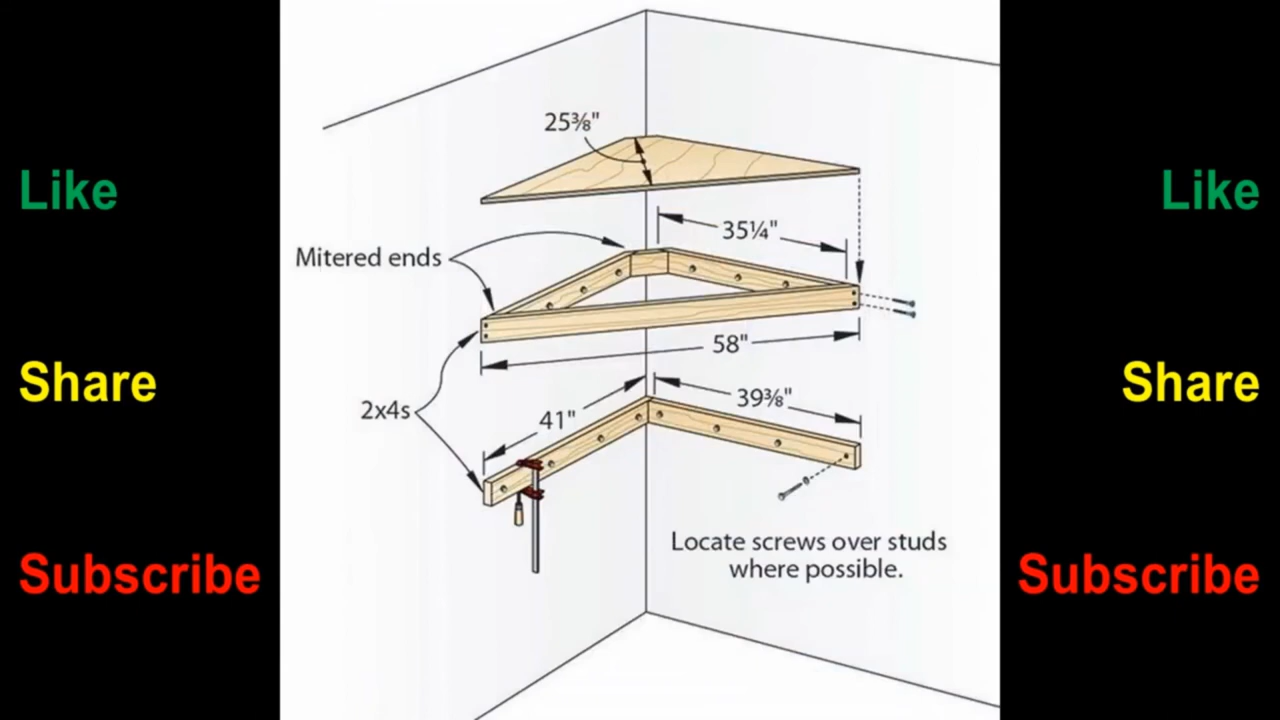 25⅜"
Like
Like
35¼"
Mitered ends
58"
Share
Share
39⅜"
2x4s
41"
Locate screws over studs
where possible.
Subscribe
Subscribe